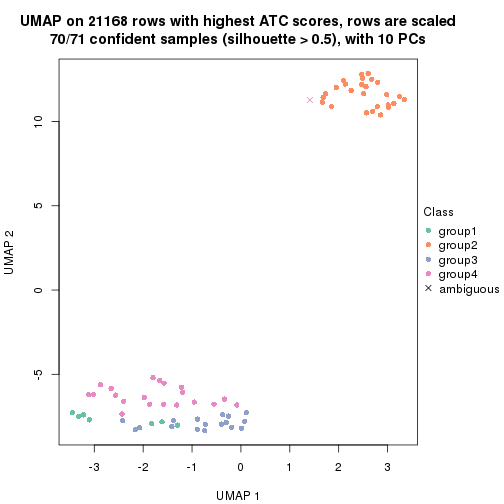 UMAP on 21168 rows with highest ATC scores, rows are scaled
70/71 confident samples (silhouette > 0.5), with 10 PCs
10
5
0
-5
UMAP 2
-3
-2
-1
0
1
2
3
UMAP 1
Class
group1
group2
group3
group4
ambiguous